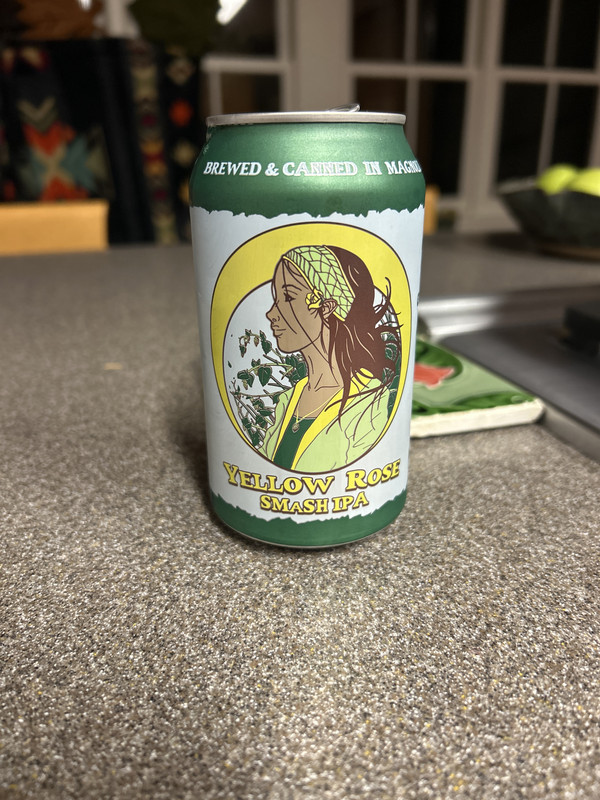 BREWED & CANNED IN
YELLOW ROSE
SMASH IPA